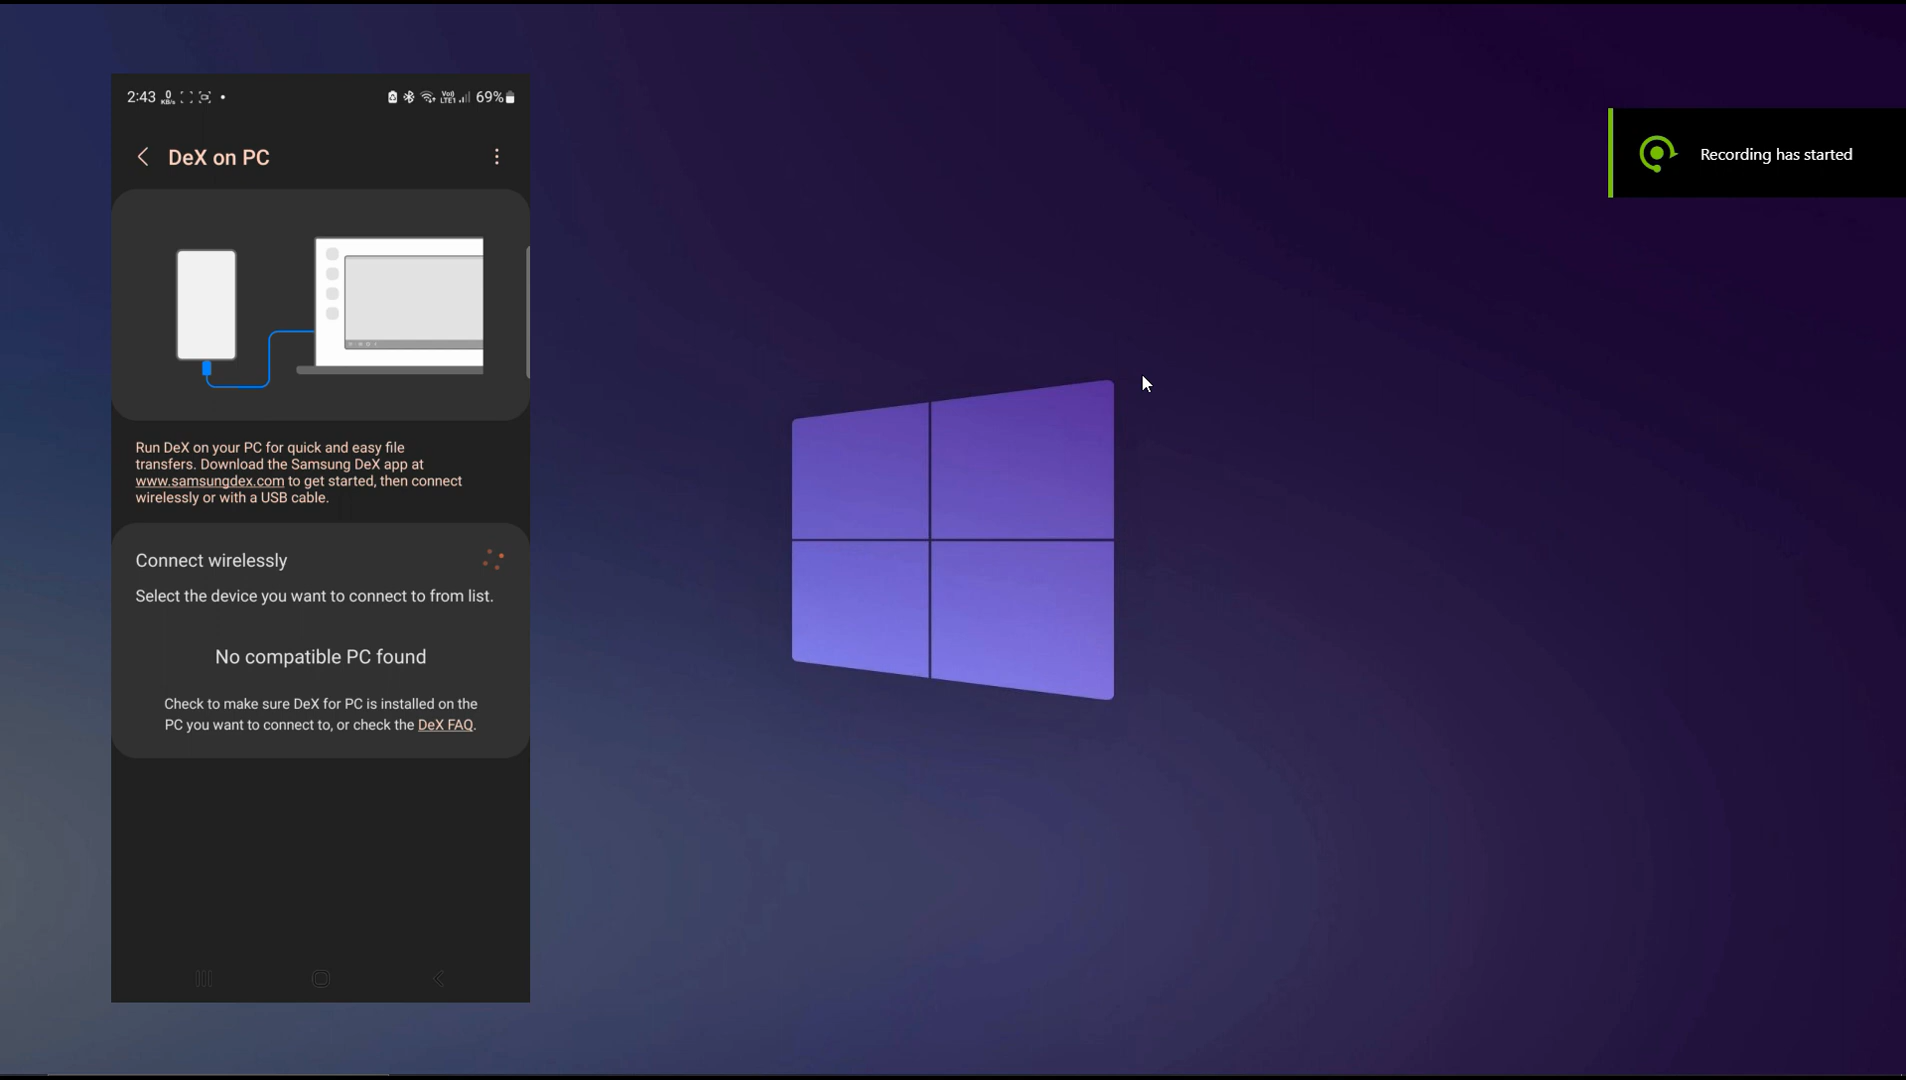 2:43 0 KB/s Vo) LTE1 69%
DeX on PC
Recording has started
Run DeX on your PC for quick and easy file
transfers. Download the Samsung DeX app at
www.samsungdex.com to get started, then connect
wirelessly or with a USB cable.
Connect wirelessly
Select the device you want to connect to from list.
No compatible PC found
Check to make sure DeX for PC is installed on the
PC you want to connect to, or check the DeX FAQ.